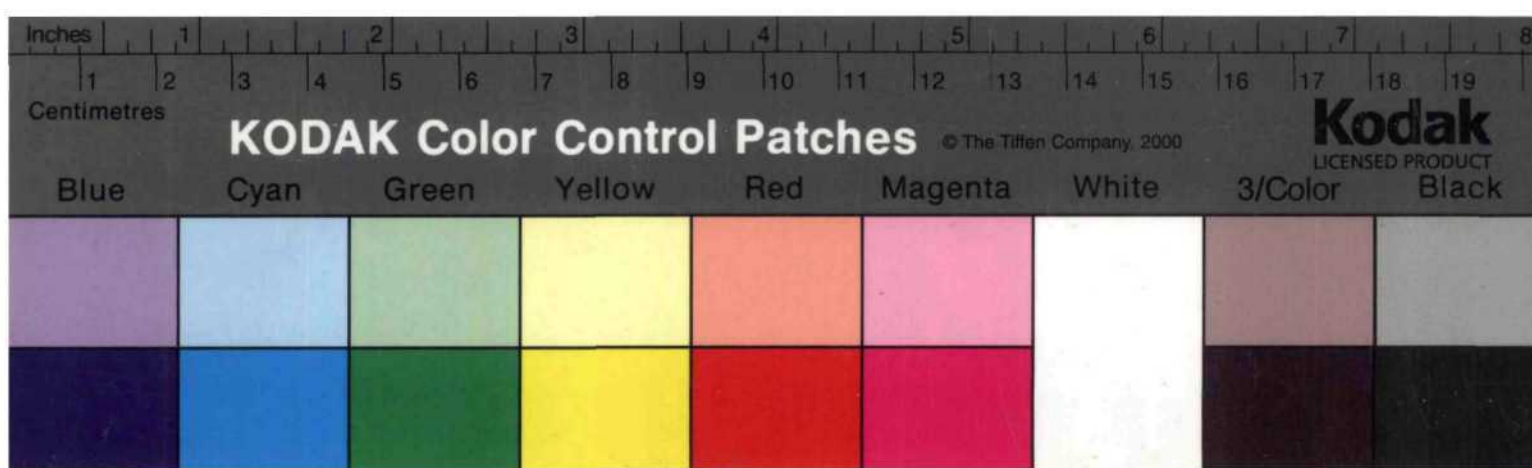 Inches 1 2 3 4 5 6 7 8
1 2 3 4 5 6 7 8 9 10 11 12 13 14 15 16 17 18 19
Centimetres
KODAK Color Control Patches © The Tiffen Company, 2000 Kodak
LICENSED PRODUCT
Blue Cyan Green Yellow Red Magenta White 3/Color Black